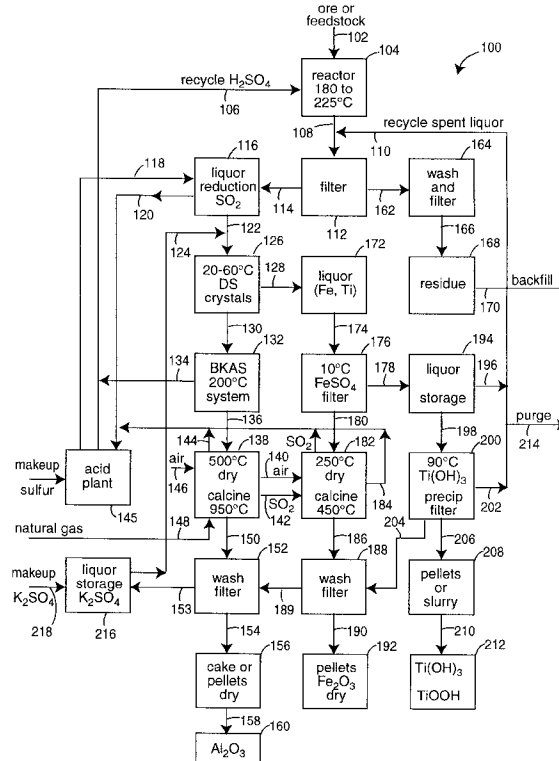 ore or
feedstock
102
104
100
reactor
180 to
225°C
recycle H2SO4
106
108
recycle spent liquor
110
116
118
164
liquor
reduction
SO2
filter
wash
and
filter
120
114
162
112
122
124
126
128
172
166
168
20-60°C
DS
crystals
liquor
(Fe, Ti)
residue
backfill
170
130
132
174
176
194
134
BKAS
200°C
system
10°C
FeSO4
filter
178
liquor
storage
196
136
180
198
purge
214
144
138
SO2
182
200
makeup
sulfur
acid
plant
145
air
146
500°C
dry
calcine
950°C
140
air
SO2
142
250°C
dry
calcine
450°C
184
90°C
Ti(OH)3
precip
filter
202
natural gas
148
150
152
186
188
204
206
208
makeup
K2SO4
218
liquor
storage
K2SO4
216
153
wash
filter
189
wash
filter
pellets
or
slurry
154
156
190
192
210
212
cake or
pellets
dry
pellets
Fe2O3
dry
Ti(OH)3
TiOOH
158
160
Al2O3